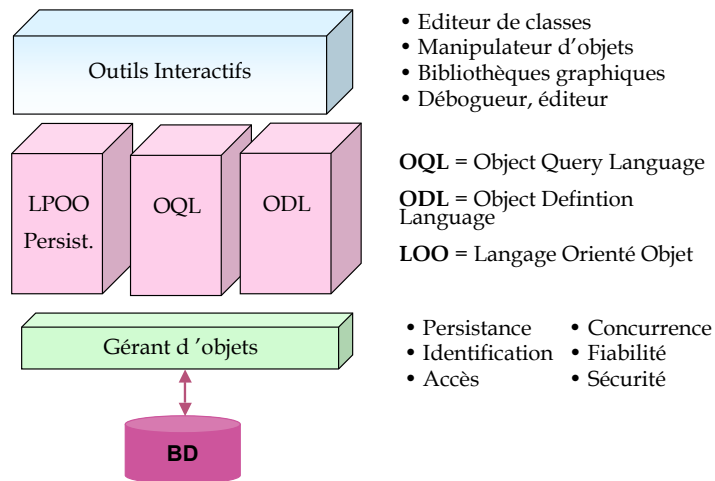 Outils Interactifs
• Editeur de classes
• Manipulateur d’objets
• Bibliothèques graphiques
• Débogueur, éditeur
LPOO
Persist.
OQL
ODL
OQL = Object Query Language
ODL = Object Defintion
Language
LOO = Langage Orienté Objet
Gérant d ’objets
• Persistance
• Identification
• Accès
• Concurrence
• Fiabilité
• Sécurité
BD